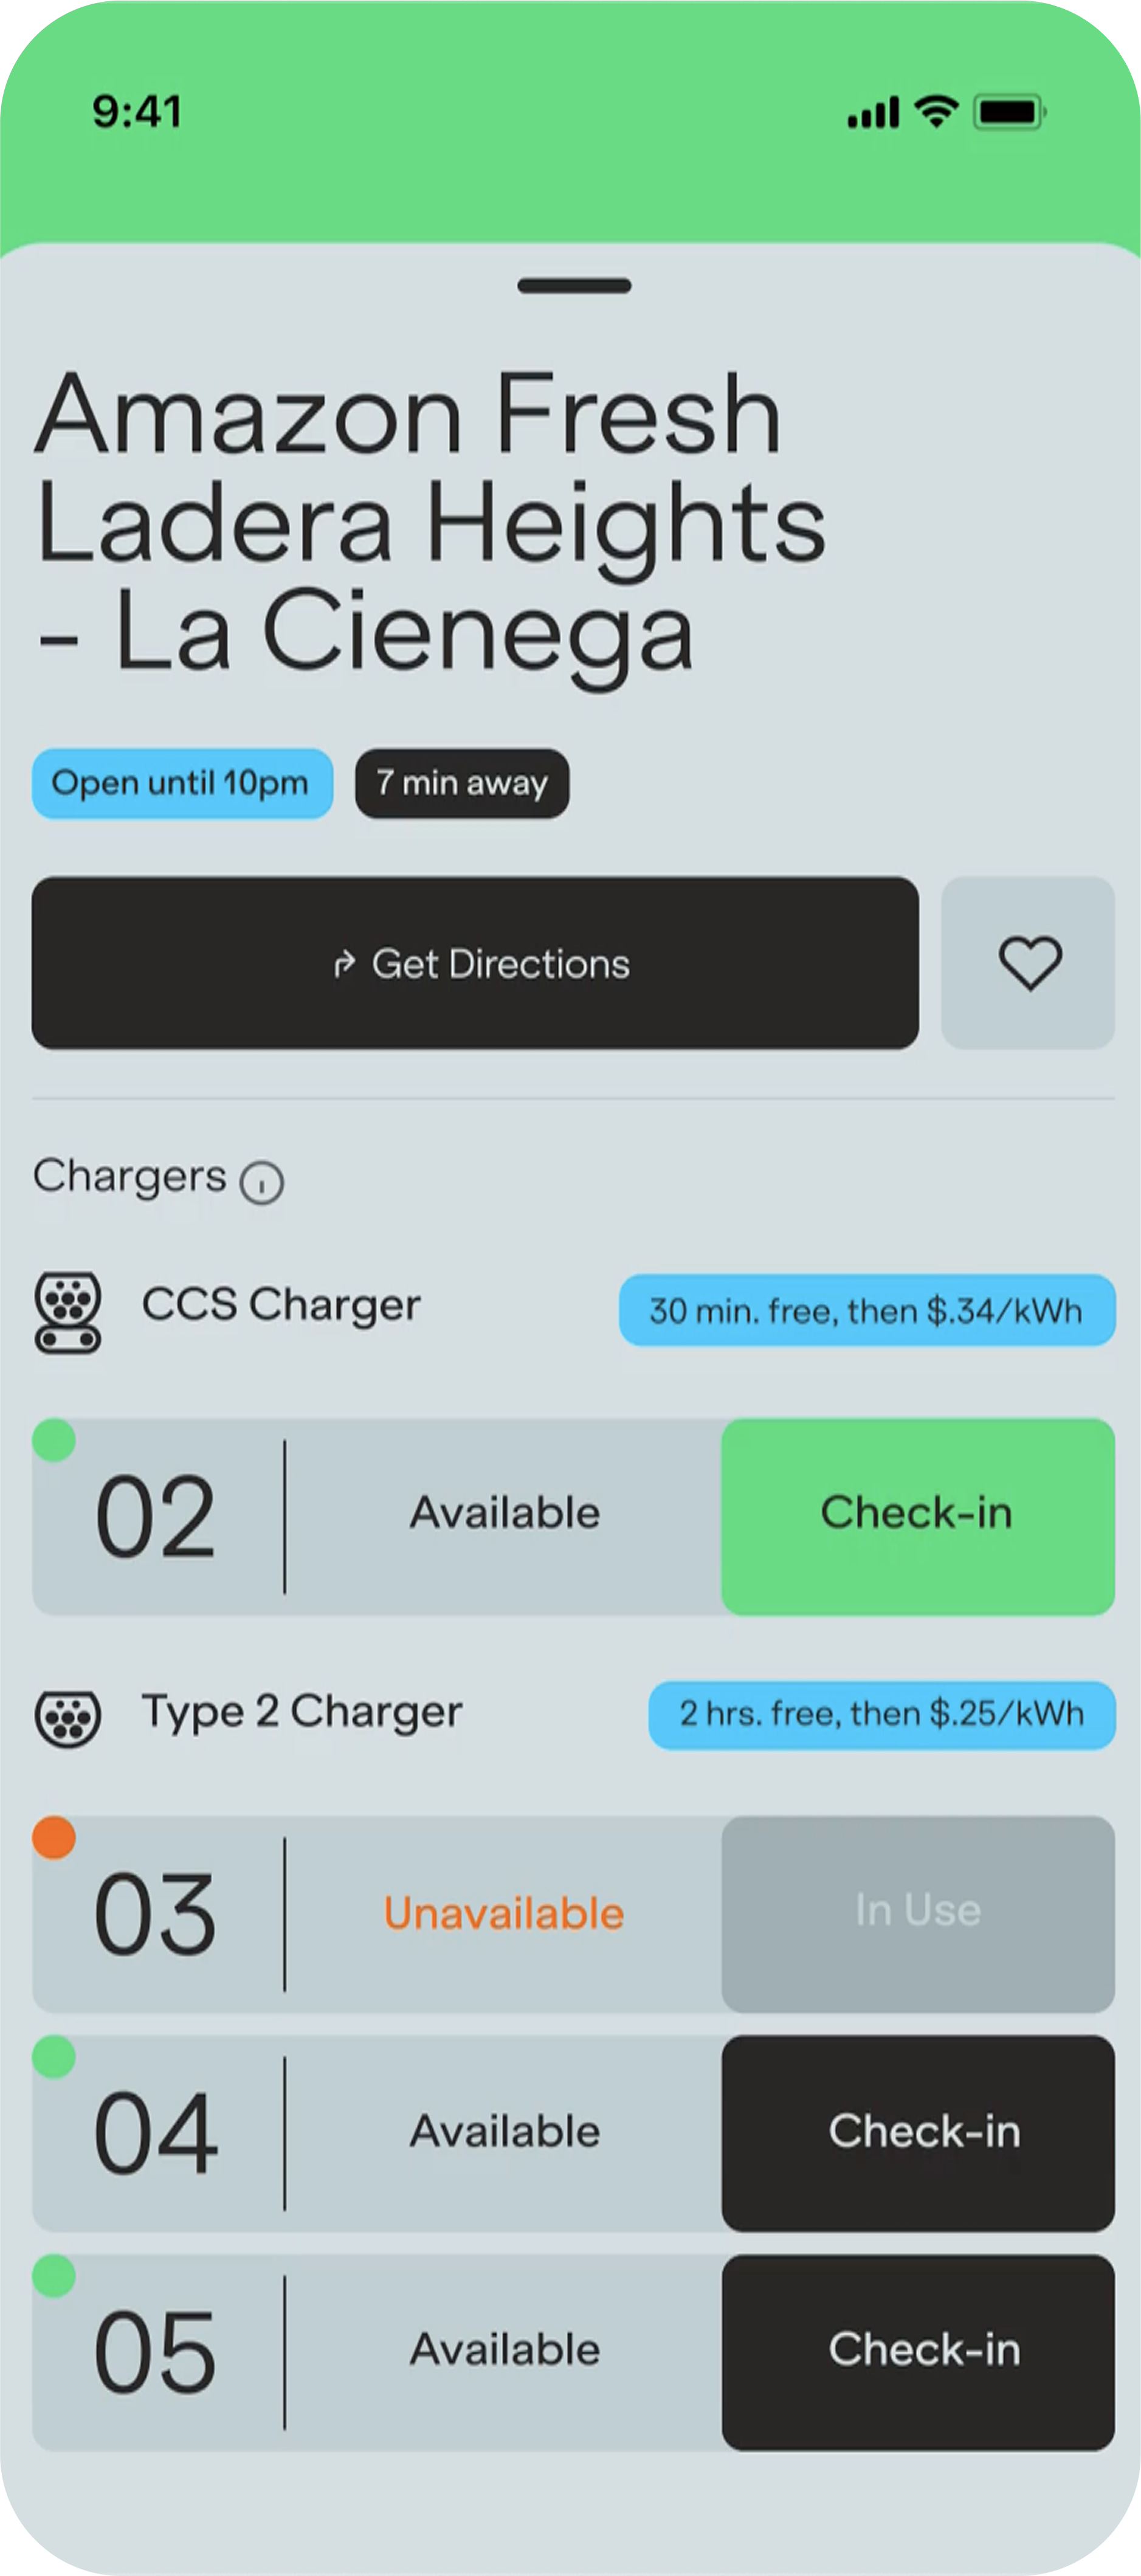 9:41
Amazon Fresh
Ladera Heights
- La Cienega
Open until 10pm
7 min away
Get Directions
Chargers
CCS Charger
30 min. free, then $.34/kWh
02
Available
Check-in
Type 2 Charger
2 hrs. free, then $.25/kWh
03
Unavailable
In Use
04
Available
Check-in
05
Available
Check-in